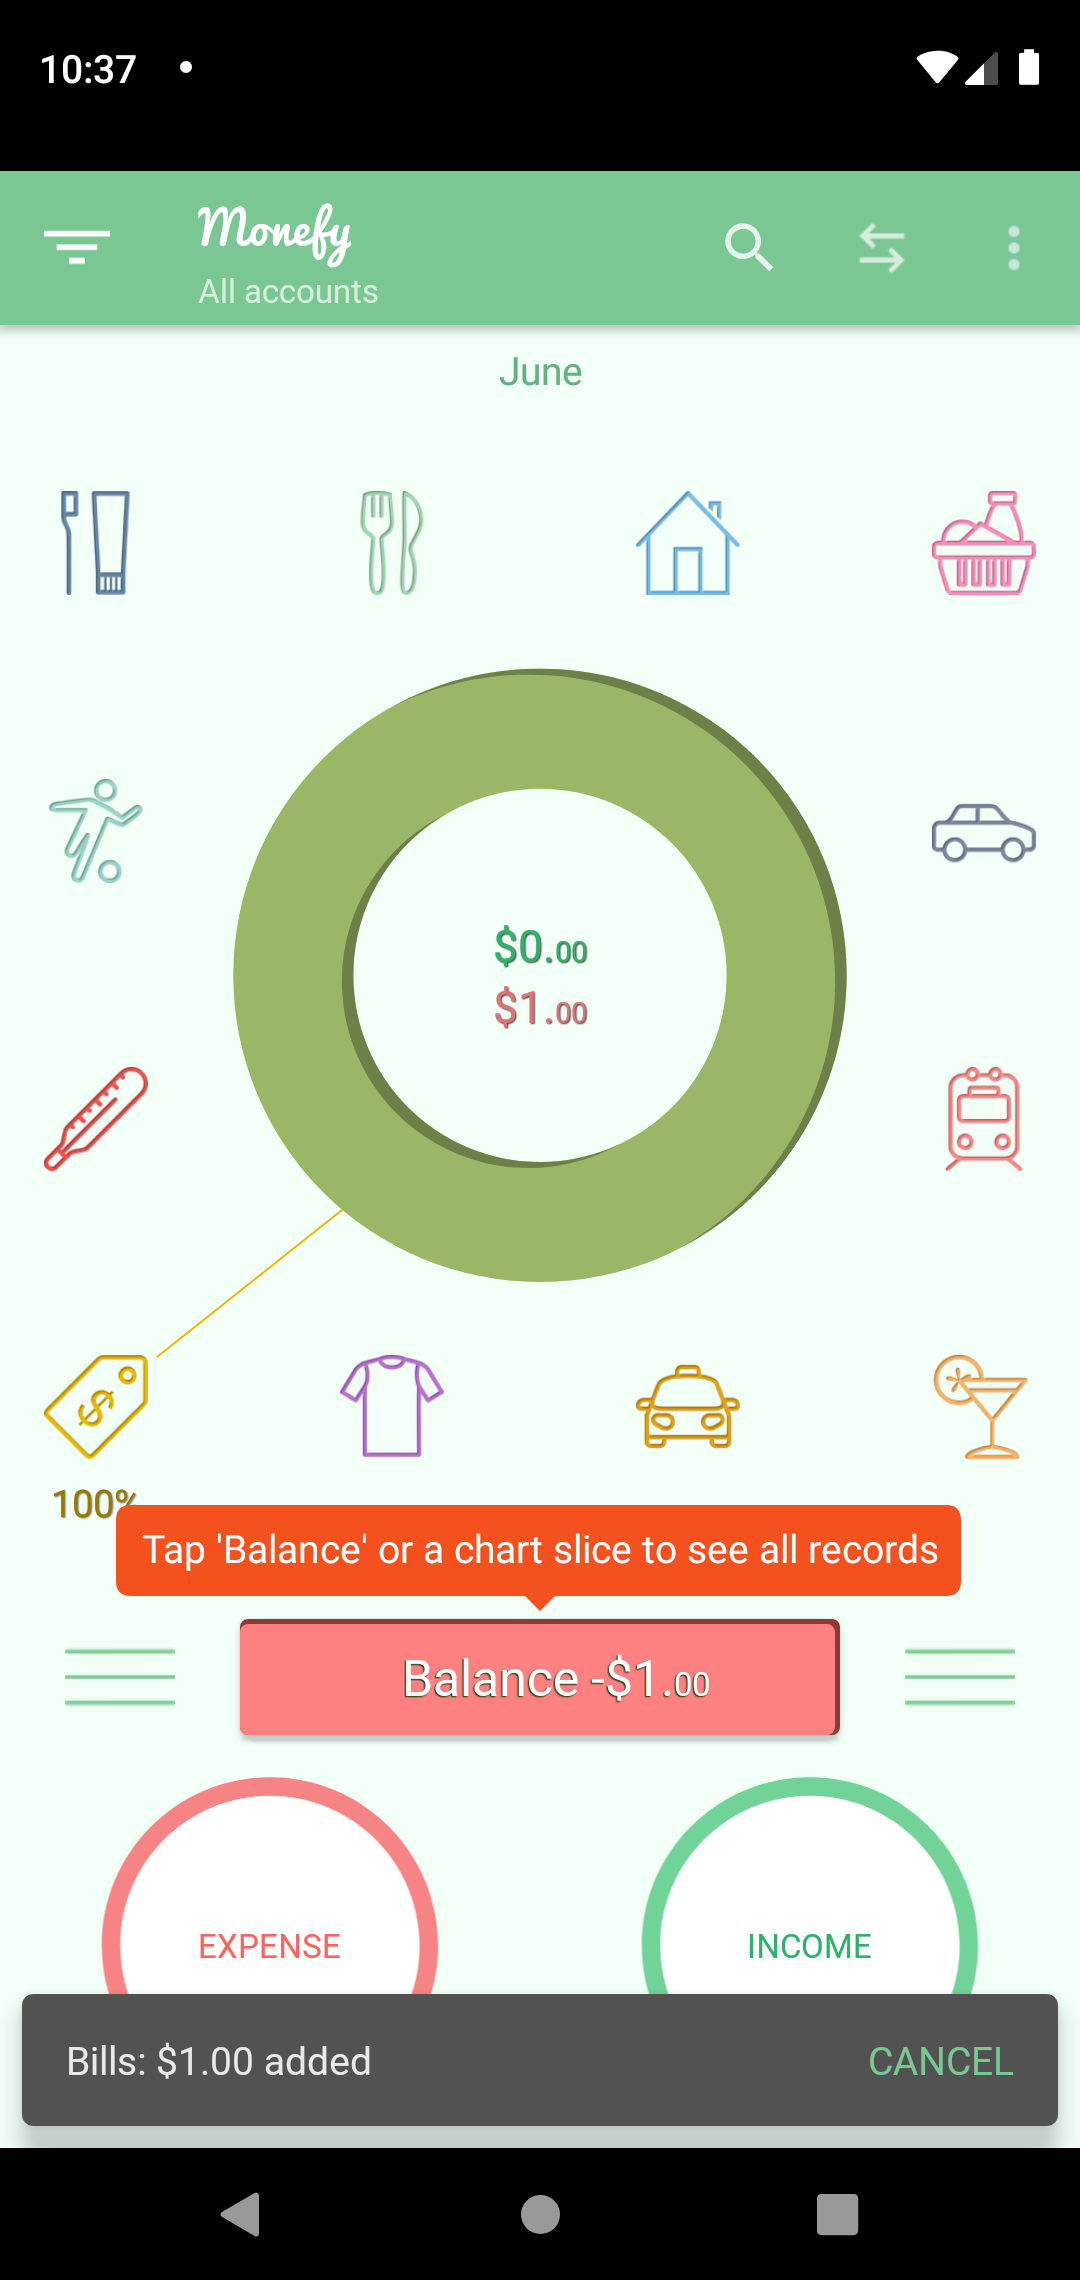 10:37
Monefy
All accounts
June
$0.00
$1.00
100%
Tap 'Balance' or a chart slice to see all records
Balance -$1.00
EXPENSE
INCOME
Bills: $1.00 added
CANCEL